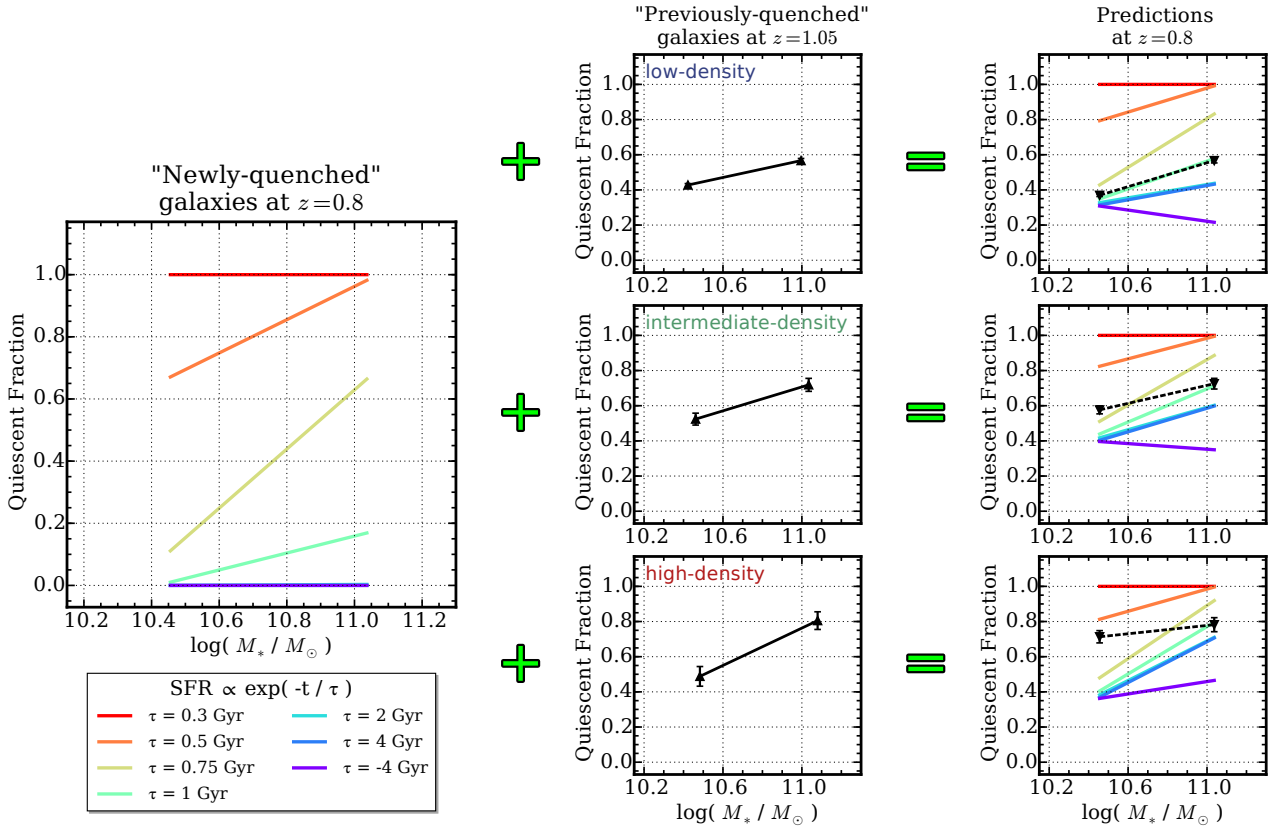 "Newly-quenched"
galaxies at z=0.8
Quiescent Fraction
1.0
0.8
0.6
0.4
0.2
0.0
10.2 10.4 10.6 10.8 11.0 11.2
log( M* / M⊙ )
SFR ∝ exp( -t / τ )
τ = 0.3 Gyr
τ = 0.5 Gyr
τ = 0.75 Gyr
τ = 1 Gyr
τ = 2 Gyr
τ = 4 Gyr
τ = -4 Gyr
+
+
+
"Previously-quenched"
galaxies at z=1.05
low-density
Quiescent Fraction
1.0
0.8
0.6
0.4
0.2
0.0
10.2 10.6 11.0
intermediate-density
Quiescent Fraction
1.0
0.8
0.6
0.4
0.2
0.0
10.2 10.6 11.0
high-density
Quiescent Fraction
1.0
0.8
0.6
0.4
0.2
0.0
10.2 10.6 11.0
log( M* / M⊙ )
=
=
=
Predictions
at z=0.8
Quiescent Fraction
1.0
0.8
0.6
0.4
0.2
0.0
10.2 10.6 11.0
Quiescent Fraction
1.0
0.8
0.6
0.4
0.2
0.0
10.2 10.6 11.0
Quiescent Fraction
1.0
0.8
0.6
0.4
0.2
0.0
10.2 10.6 11.0
log( M* / M⊙ )